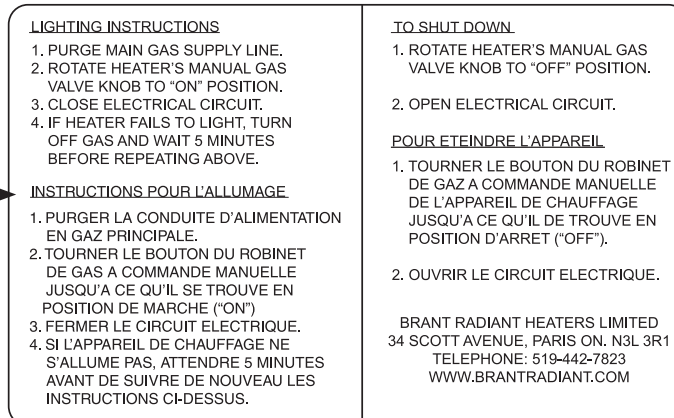 LIGHTING INSTRUCTIONS
1. PURGE MAIN GAS SUPPLY LINE.
2. ROTATE HEATER'S MANUAL GAS
VALVE KNOB TO “ON” POSITION.
3. CLOSE ELECTRICAL CIRCUIT.
4. IF HEATER FAILS TO LIGHT, TURN
OFF GAS AND WAIT 5 MINUTES
BEFORE REPEATING ABOVE.
INSTRUCTIONS POUR L'ALLUMAGE
1. PURGER LA CONDUITE D'ALIMENTATION
EN GAZ PRINCIPALE.
2. TOURNER LE BOUTON DU ROBINET
DE GAS A COMMANDE MANUELLE
JUSQU'A CE QU'IL SE TROUVE EN
POSITION DE MARCHE (“ON”)
3. FERMER LE CIRCUIT ELECTRIQUE.
4. SI L'APPAREIL DE CHAUFFAGE NE
S'ALLUME PAS, ATTENDRE 5 MINUTES
AVANT DE SUIVRE DE NOUVEAU LES
INSTRUCTIONS CI-DESSUS.
TO SHUT DOWN
1. ROTATE HEATER'S MANUAL GAS
VALVE KNOB TO “OFF” POSITION.
2. OPEN ELECTRICAL CIRCUIT.
POUR ETEINDRE L'APPAREIL
1. TOURNER LE BOUTON DU ROBINET
DE GAZ A COMMANDE MANUELLE
DE L'APPAREIL DE CHAUFFAGE
JUSQU'A CE QU'IL DE TROUVE EN
POSITION D'ARRET (“OFF”).
2. OUVRIR LE CIRCUIT ELECTRIQUE.
BRANT RADIANT HEATERS LIMITED
34 SCOTT AVENUE, PARIS ON. N3L 3R1
TELEPHONE: 519-442-7823
WWW.BRANTRADIANT.COM